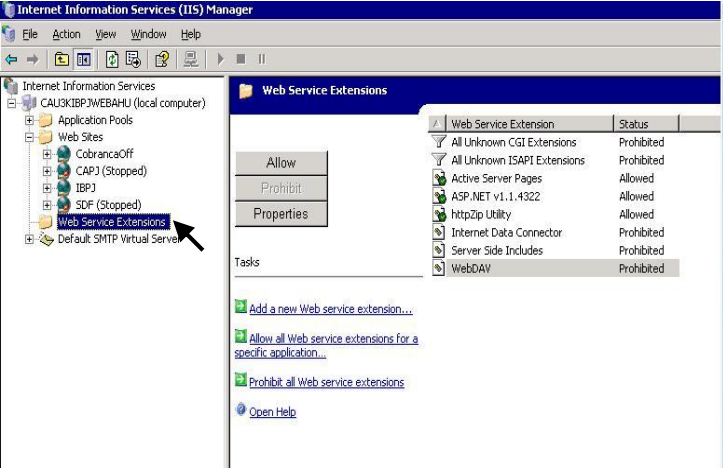 Internet Information Services (IIS) Manager
File Action View Window Help
Internet Information Services
CAU3KIBPJWEBAHU (local computer)
Application Pools
Web Sites
CobrancaOff
CAPJ (Stopped)
IBPJ
SDF (Stopped)
Web Service Extensions
Default SMTP Virtual Server
Web Service Extensions
Allow
Prohibit
Properties
Tasks
Add a new Web service extension...
Allow all Web service extensions for a
specific application...
Prohibit all Web service extensions
Open Help
Web Service Extension Status
All Unknown CGI Extensions Prohibited
All Unknown ISAPI Extensions Prohibited
Active Server Pages Allowed
ASP.NET v1.1.4322 Allowed
httpZip Utility Allowed
Internet Data Connector Prohibited
Server Side Includes Prohibited
WebDAV Prohibited